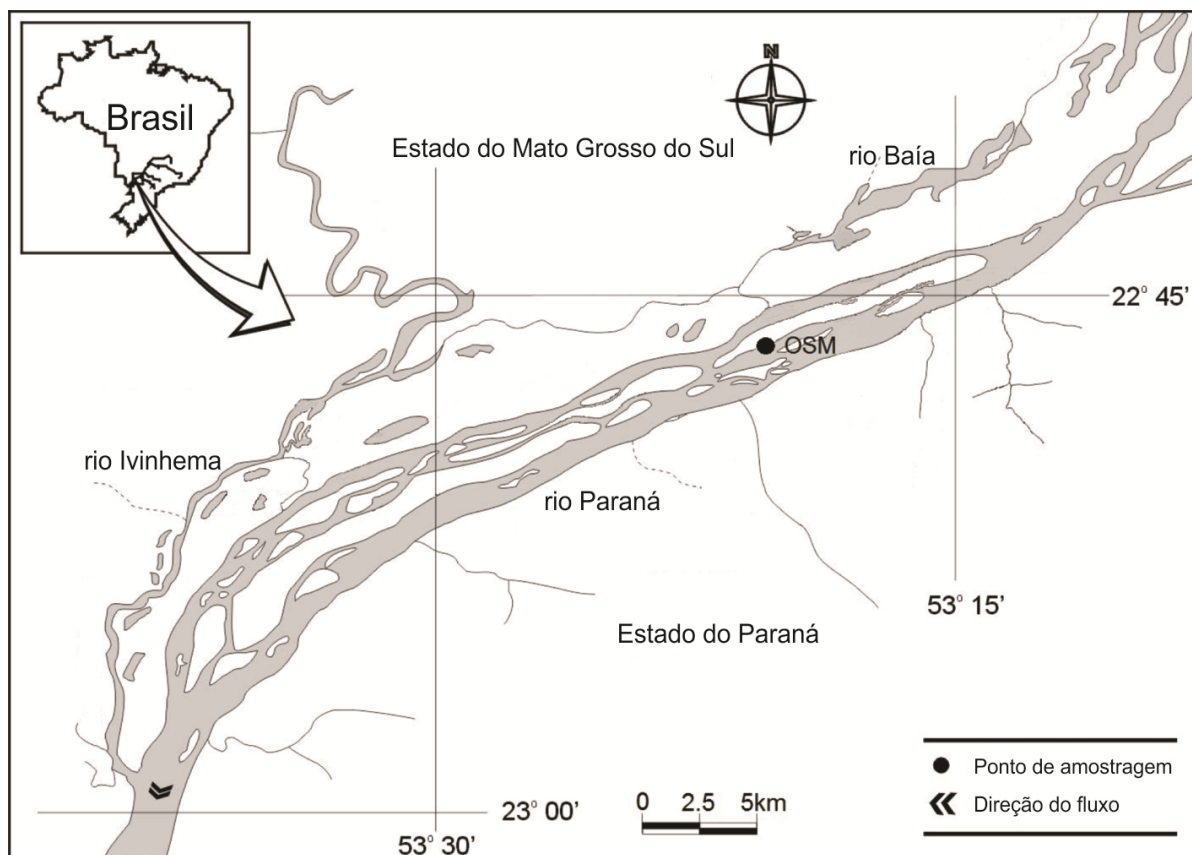 N
Brasil
Estado do Mato Grosso do Sul
rio Baía
22° 45’
OSM
rio Ivinhema
rio Paraná
53° 15’
Estado do Paraná
Ponto de amostragem
0 2.5 5km
Direção do fluxo
23° 00’
53° 30’